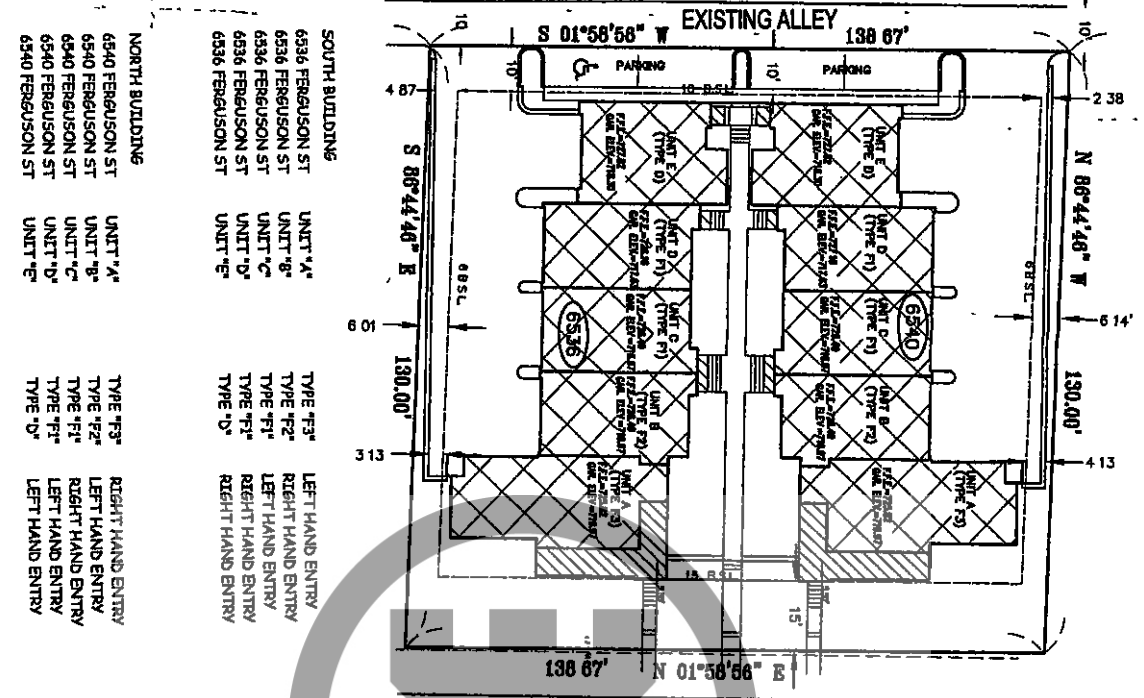 EXISTING ALLEY
S 01°58'56" W
138 67'
10'
10'
PARKING
PARKING
10'
10'
10 BSL
4 87
2 38
S 86°44'46" E
N 86°44'46" W
6 BSL
6 BSL
6 01
6 14'
130.00'
130.00'
3 13
4 13
UNIT E
(TYPE D)
UNIT E
(TYPE D)
UNIT D
(TYPE F1)
UNIT D
(TYPE F1)
UNIT C
(TYPE F1)
UNIT C
(TYPE F1)
6536
6540
UNIT B
(TYPE F2)
UNIT B
(TYPE F2)
UNIT A
(TYPE F3)
UNIT A
(TYPE F3)
15 BSL
15'
138 67'
N 01°58'56" E
SOUTH BUILDING
6536 FERGUSON ST UNIT "A" TYPE "F3" LEFT HAND ENTRY
6536 FERGUSON ST UNIT "B" TYPE "F2" RIGHT HAND ENTRY
6536 FERGUSON ST UNIT "C" TYPE "F1" LEFT HAND ENTRY
6536 FERGUSON ST UNIT "D" TYPE "F1" RIGHT HAND ENTRY
6536 FERGUSON ST UNIT "E" TYPE "D" RIGHT HAND ENTRY
NORTH BUILDING
6540 FERGUSON ST UNIT "A" TYPE "F3" RIGHT HAND ENTRY
6540 FERGUSON ST UNIT "B" TYPE "F2" LEFT HAND ENTRY
6540 FERGUSON ST UNIT "C" TYPE "F1" RIGHT HAND ENTRY
6540 FERGUSON ST UNIT "D" TYPE "F1" LEFT HAND ENTRY
6540 FERGUSON ST UNIT "E" TYPE "D" LEFT HAND ENTRY